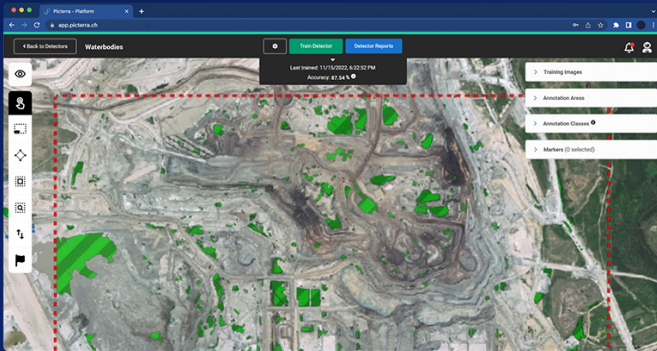 Picterra - Platform
app.picterra.ch
Back to Detectors
Waterbodies
Train Detector
Detector Reports
Last trained: 11/15/2022, 6:32:52 PM
Accuracy: 87.54 %
Training Images
Annotation Areas
Annotation Classes
Markers (0 selected)